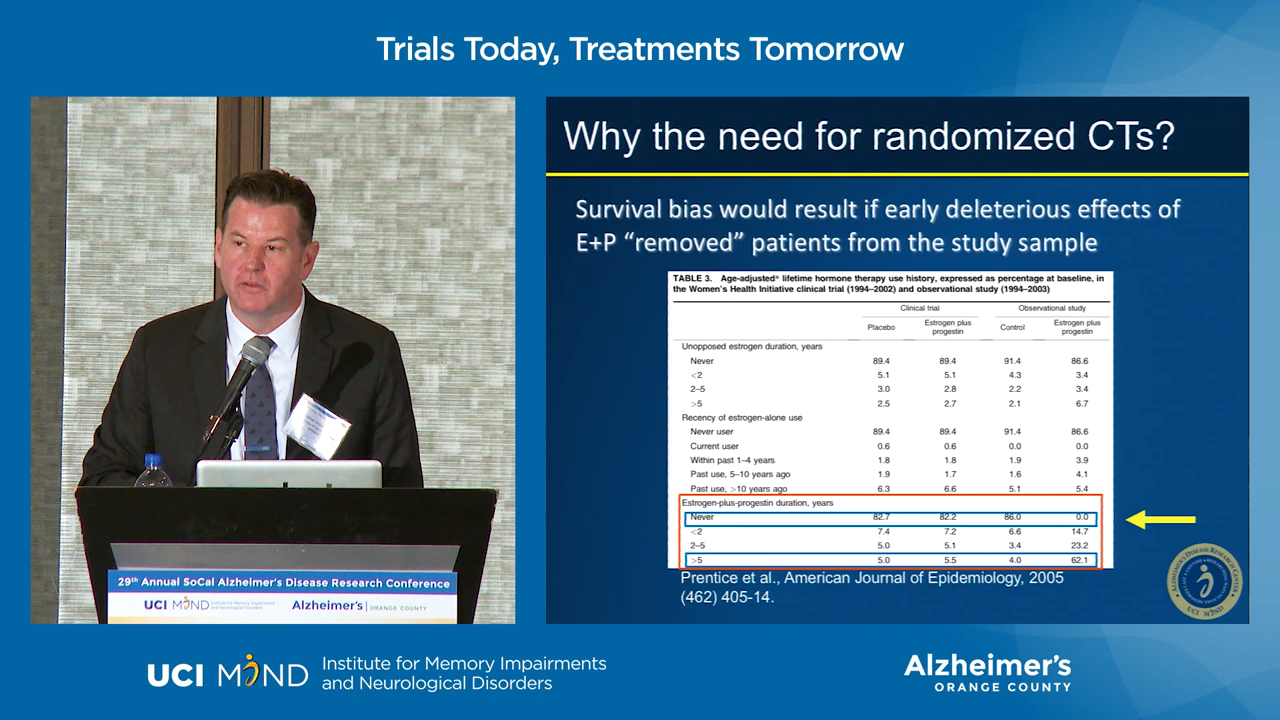 Trials Today, Treatments Tomorrow
Why the need for randomized CTs?
Survival bias would result if early deleterious effects of
E+P “removed” patients from the study sample
TABLE 3. Age-adjusted* lifetime hormone therapy use history, expressed as percentage at baseline, in
the Women's Health Initiative clinical trial (1994–2002) and observational study (1994–2003)
Clinical trial Observational study
Placebo Estrogen plus progestin Control Estrogen plus progestin
Unopposed estrogen duration, years
Never 89.4 89.4 91.4 86.6
<2 5.1 5.1 4.3 3.4
2–5 3.0 2.8 2.2 3.4
>5 2.5 2.7 2.1 6.7
Recency of estrogen-alone use
Never user 89.4 89.4 91.4 86.6
Current user 0.6 0.6 0.0 0.0
Within past 1–4 years 1.8 1.8 1.9 3.9
Past use, 5–10 years ago 1.9 1.7 1.6 4.1
Past use, >10 years ago 6.3 6.6 5.1 5.4
Estrogen-plus-progestin duration, years
Never 82.7 82.2 86.0 0.0
<2 7.4 7.2 6.6 14.7
2–5 5.0 5.1 3.4 23.2
>5 5.0 5.5 4.0 62.1
Prentice et al., American Journal of Epidemiology, 2005
(462) 405-14.
ALZHEIMER'S DISEASE RESEARCH CENTER
UCI MIND
29th Annual SoCal Alzheimer's Disease Research Conference
UCI MIND Institute for Memory Impairments
and Neurological Disorders
Alzheimer's | ORANGE COUNTY
UCI MIND
Institute for Memory Impairments
and Neurological Disorders
Alzheimer's
ORANGE COUNTY